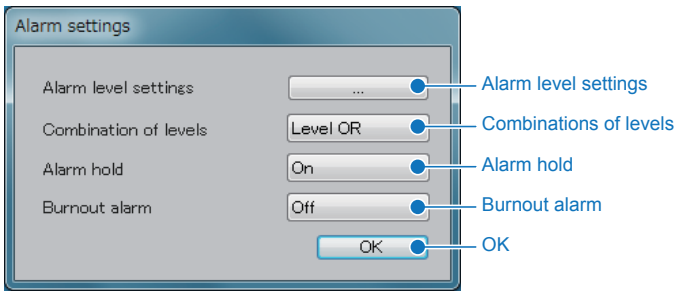 Alarm settings
Alarm level settings ... Alarm level settings
Combination of levels Level OR Combinations of levels
Alarm hold On Alarm hold
Burnout alarm Off Burnout alarm
OK OK